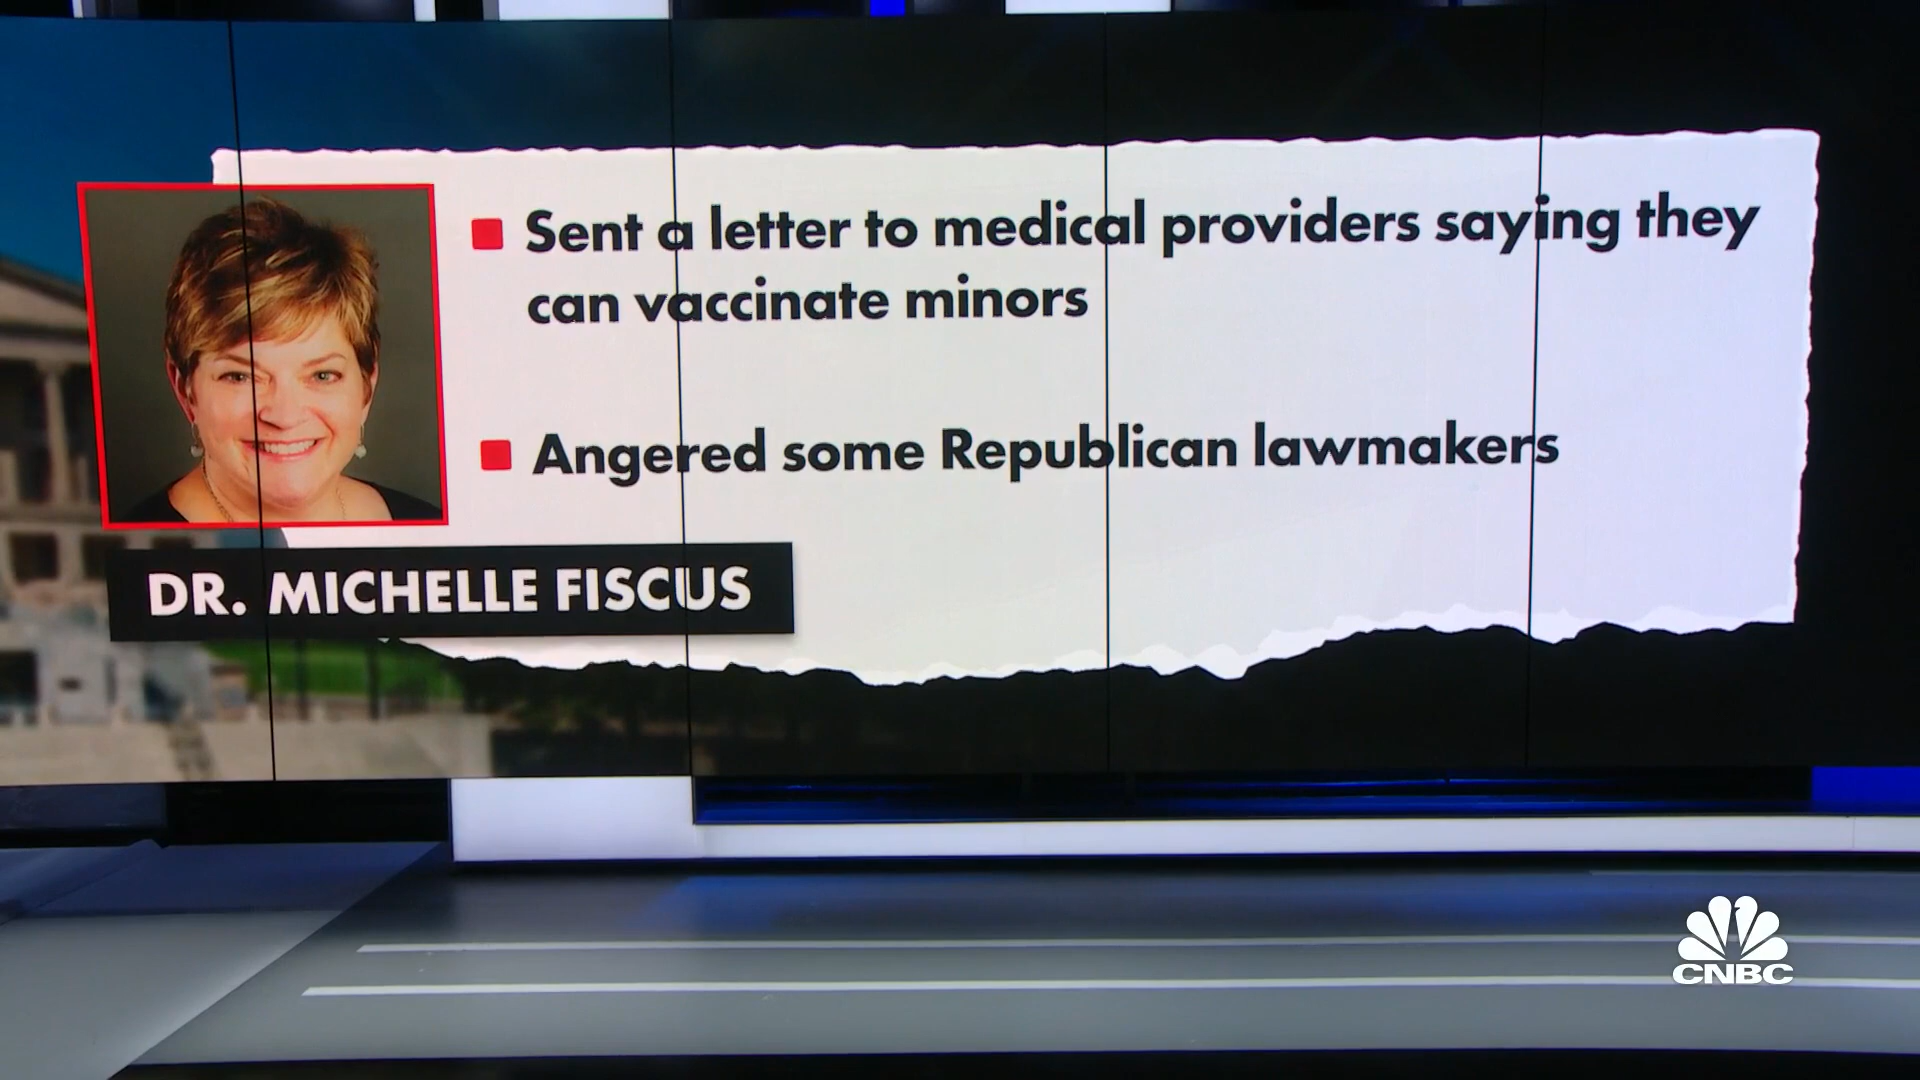 Sent a letter to medical providers saying they
can vaccinate minors
Angered some Republican lawmakers
DR. MICHELLE FISCUS
CNBC